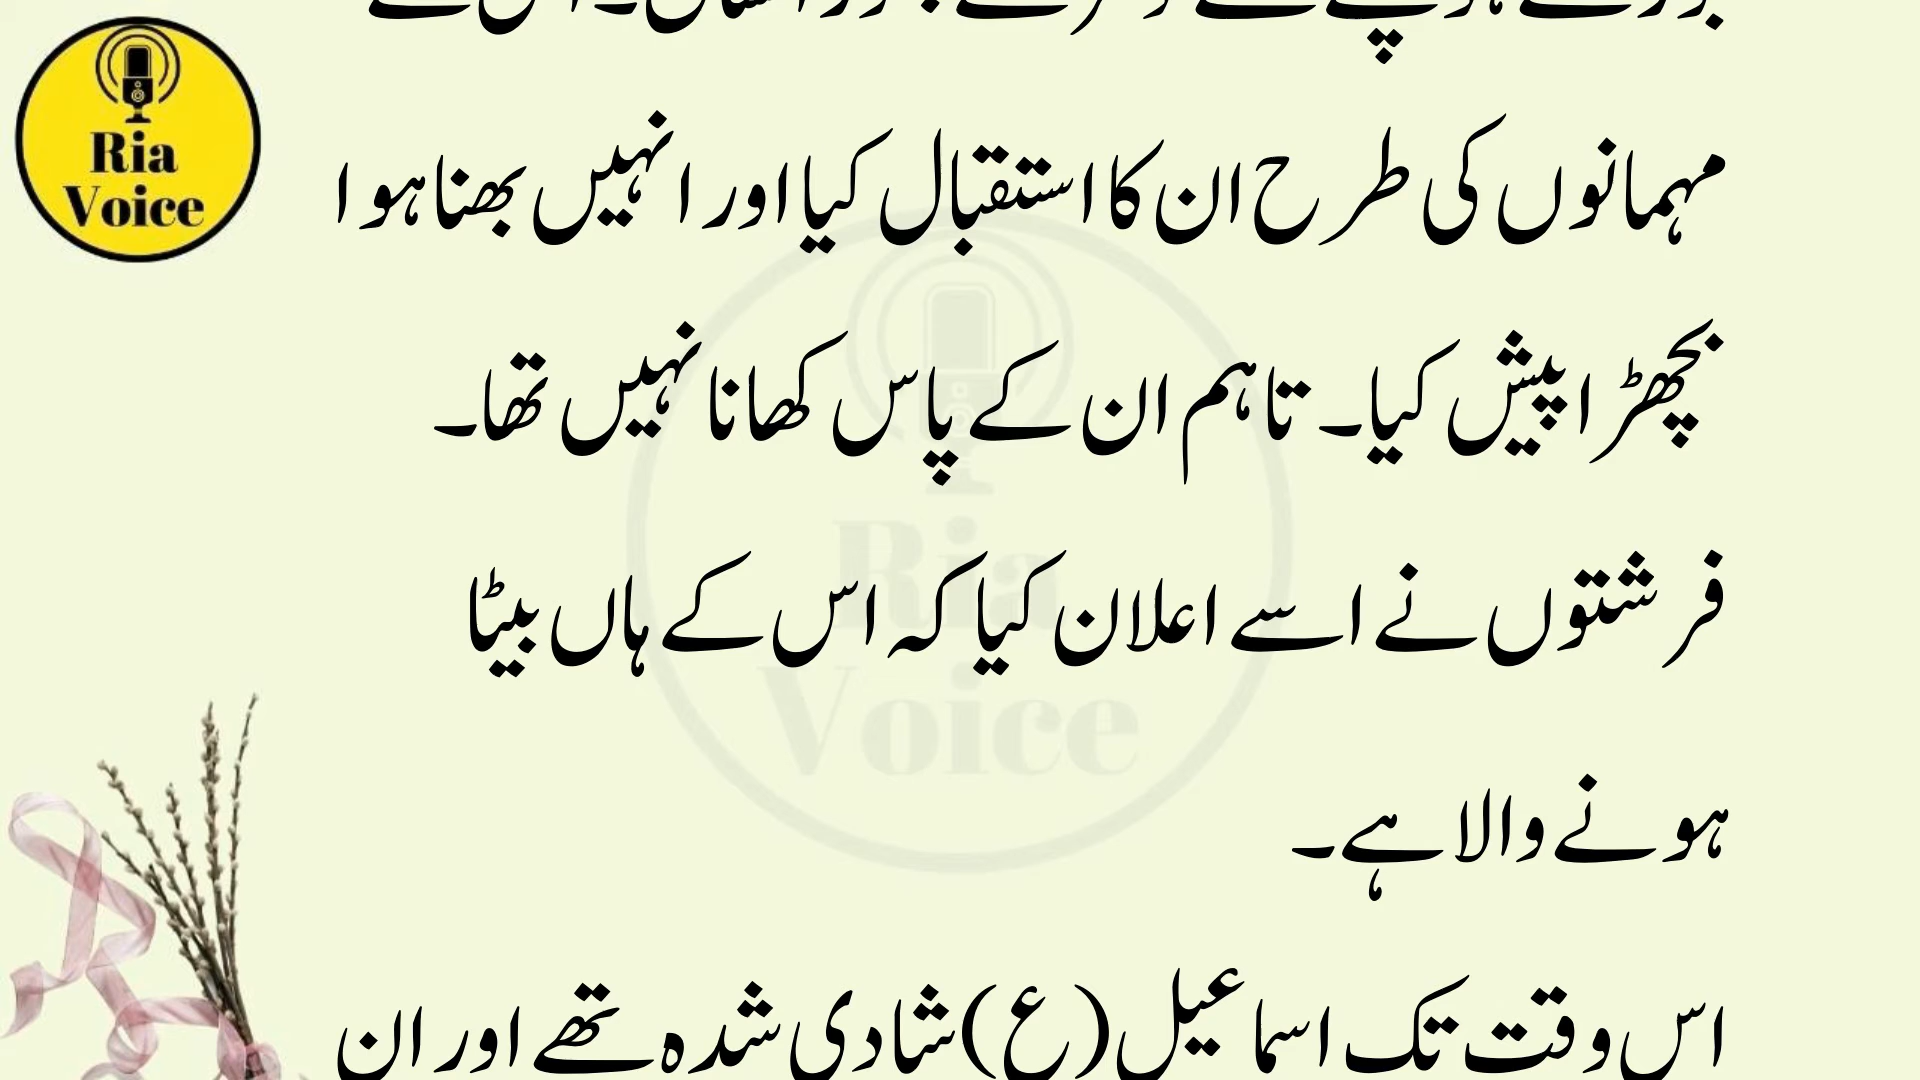 Ria
Voice
مہمانوں کی طرح ان کا استقبال کیا اور انہیں بھنا ہوا
بچھڑا پیش کیا۔ تاہم ان کے پاس کھانا نہیں تھا۔
فرشتوں نے اسے اعلان کیا کہ اس کے ہاں بیٹا
ہونے والا ہے۔
اس وقت تک اسماعیل (ع) شادی شدہ تھے اور ان
Ria
Voice